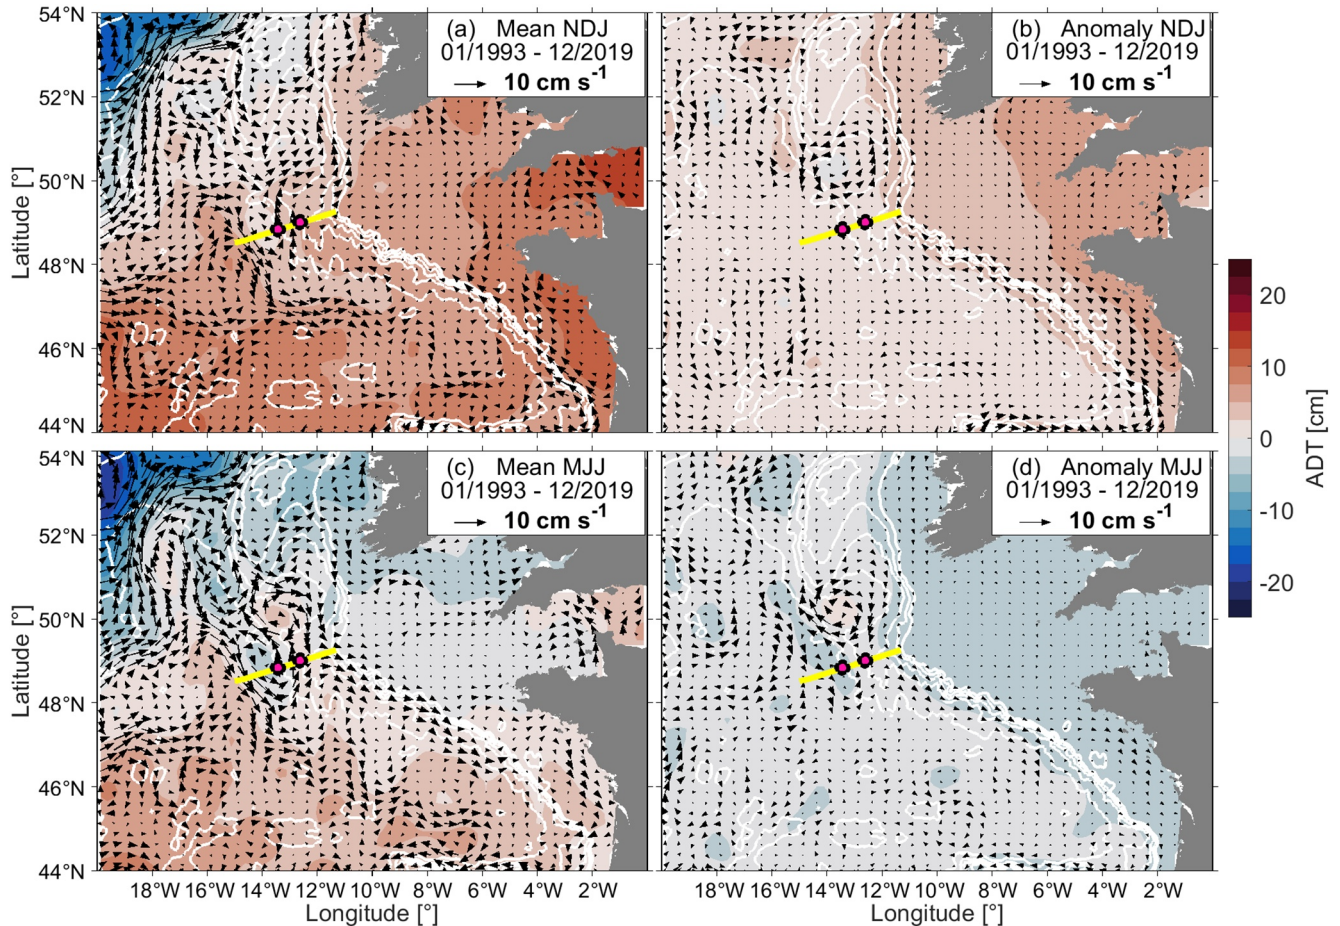 (a) Mean NDJ
01/1993 - 12/2019
10 cm s-1
(b) Anomaly NDJ
01/1993 - 12/2019
10 cm s-1
54°N
52°N
50°N
48°N
46°N
44°N
Latitude [°]
(c) Mean MJJ
01/1993 - 12/2019
10 cm s-1
(d) Anomaly MJJ
01/1993 - 12/2019
10 cm s-1
54°N
52°N
50°N
48°N
46°N
44°N
Latitude [°]
18°W 16°W 14°W 12°W 10°W 8°W 6°W 4°W 2°W
Longitude [°]
18°W 16°W 14°W 12°W 10°W 8°W 6°W 4°W 2°W
Longitude [°]
20
10
0
-10
-20
ADT [cm]